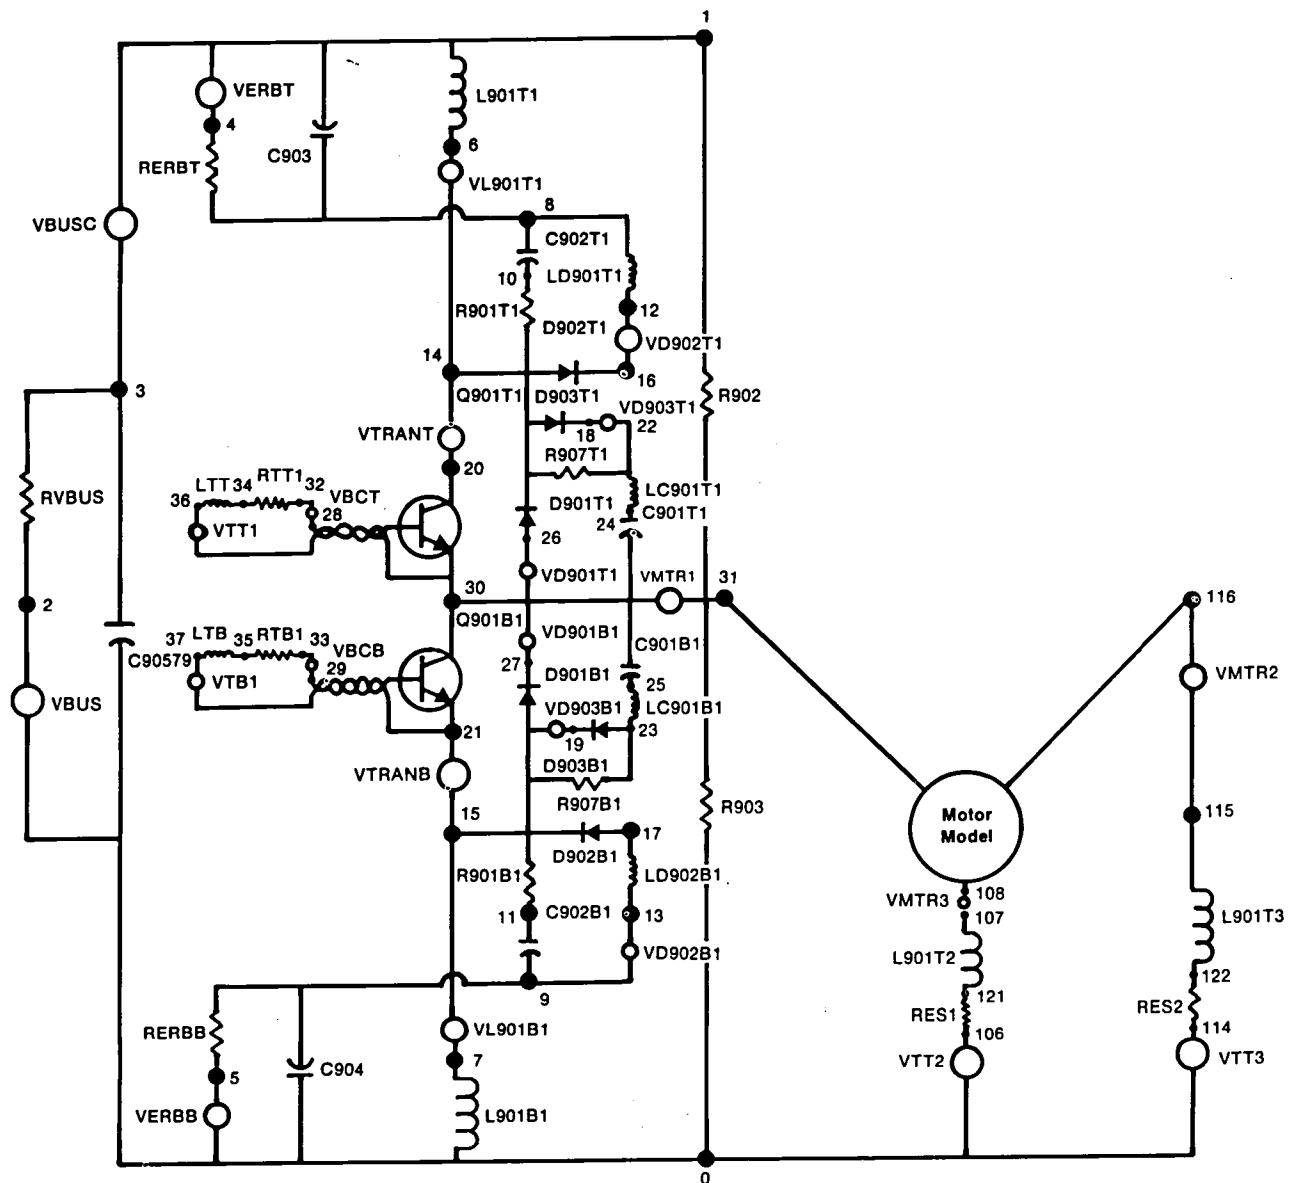 1
VERBT
L901T1
4
C903
6
RERBT
VL901T1
8
VBUSC
C902T1
10
LD901T1
R901T1
12
D902T1
VD902T1
14
16
3
Q901T1
D903T1
R902
VD903T1
VTRANT
18
22
R907T1
20
LTT
34
RTT1
32
VBCT
LC901T1
RVBUS
D901T1
C901T1
36
28
24
VTT1
26
VD901T1
VMTR1
31
30
116
2
Q901B1
VD901B1
37
LTB
35
RTB1
33
VBCB
C901B1
C90579
27
29
D901B1
VTB1
25
VMTR2
VBUS
VD903B1
LC901B1
21
19
23
D903B1
VTRANB
R907B1
R903
15
Motor
Model
115
17
D902B1
R901B1
LD902B1
108
VMTR3
11
C902B1
13
107
L901T3
VD902B1
L901T2
9
122
121
RERBB
VL901B1
RES1
RES2
106
114
7
C904
5
VTT2
VTT3
VERBB
L901B1
0